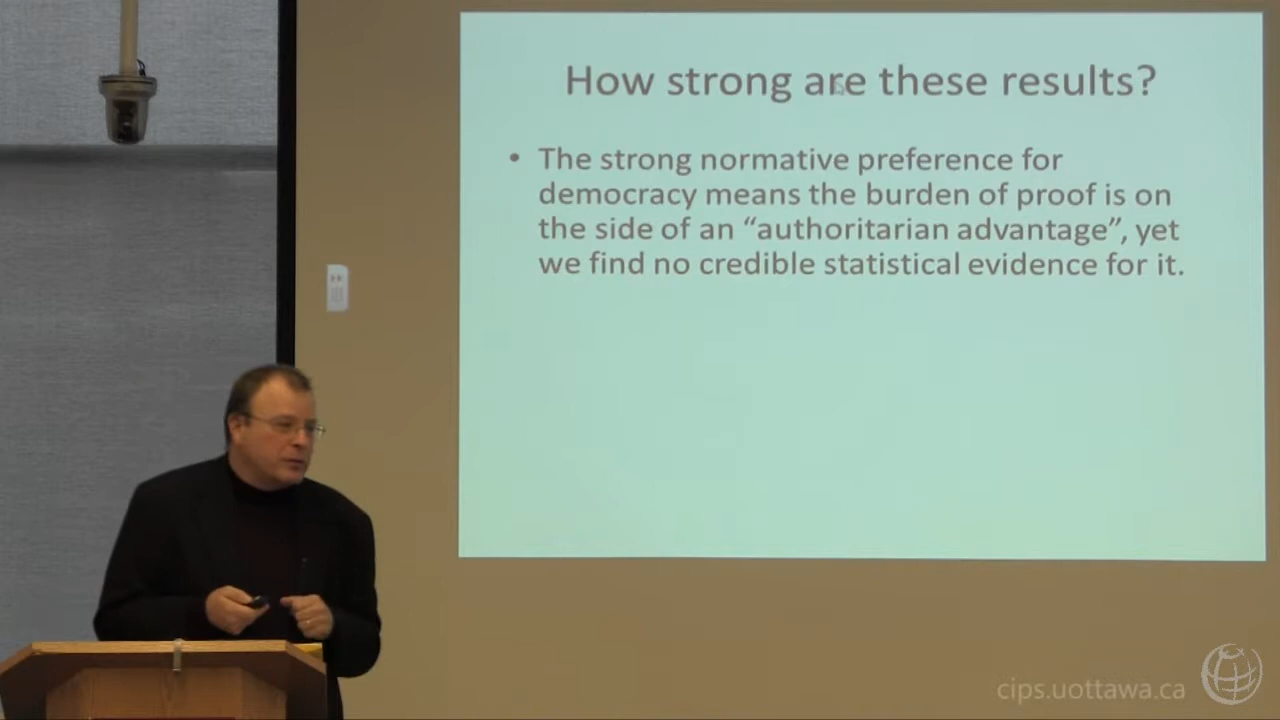 How strong are these results?
• The strong normative preference for
democracy means the burden of proof is on
the side of an “authoritarian advantage”, yet
we find no credible statistical evidence for it.
cips.uottawa.ca